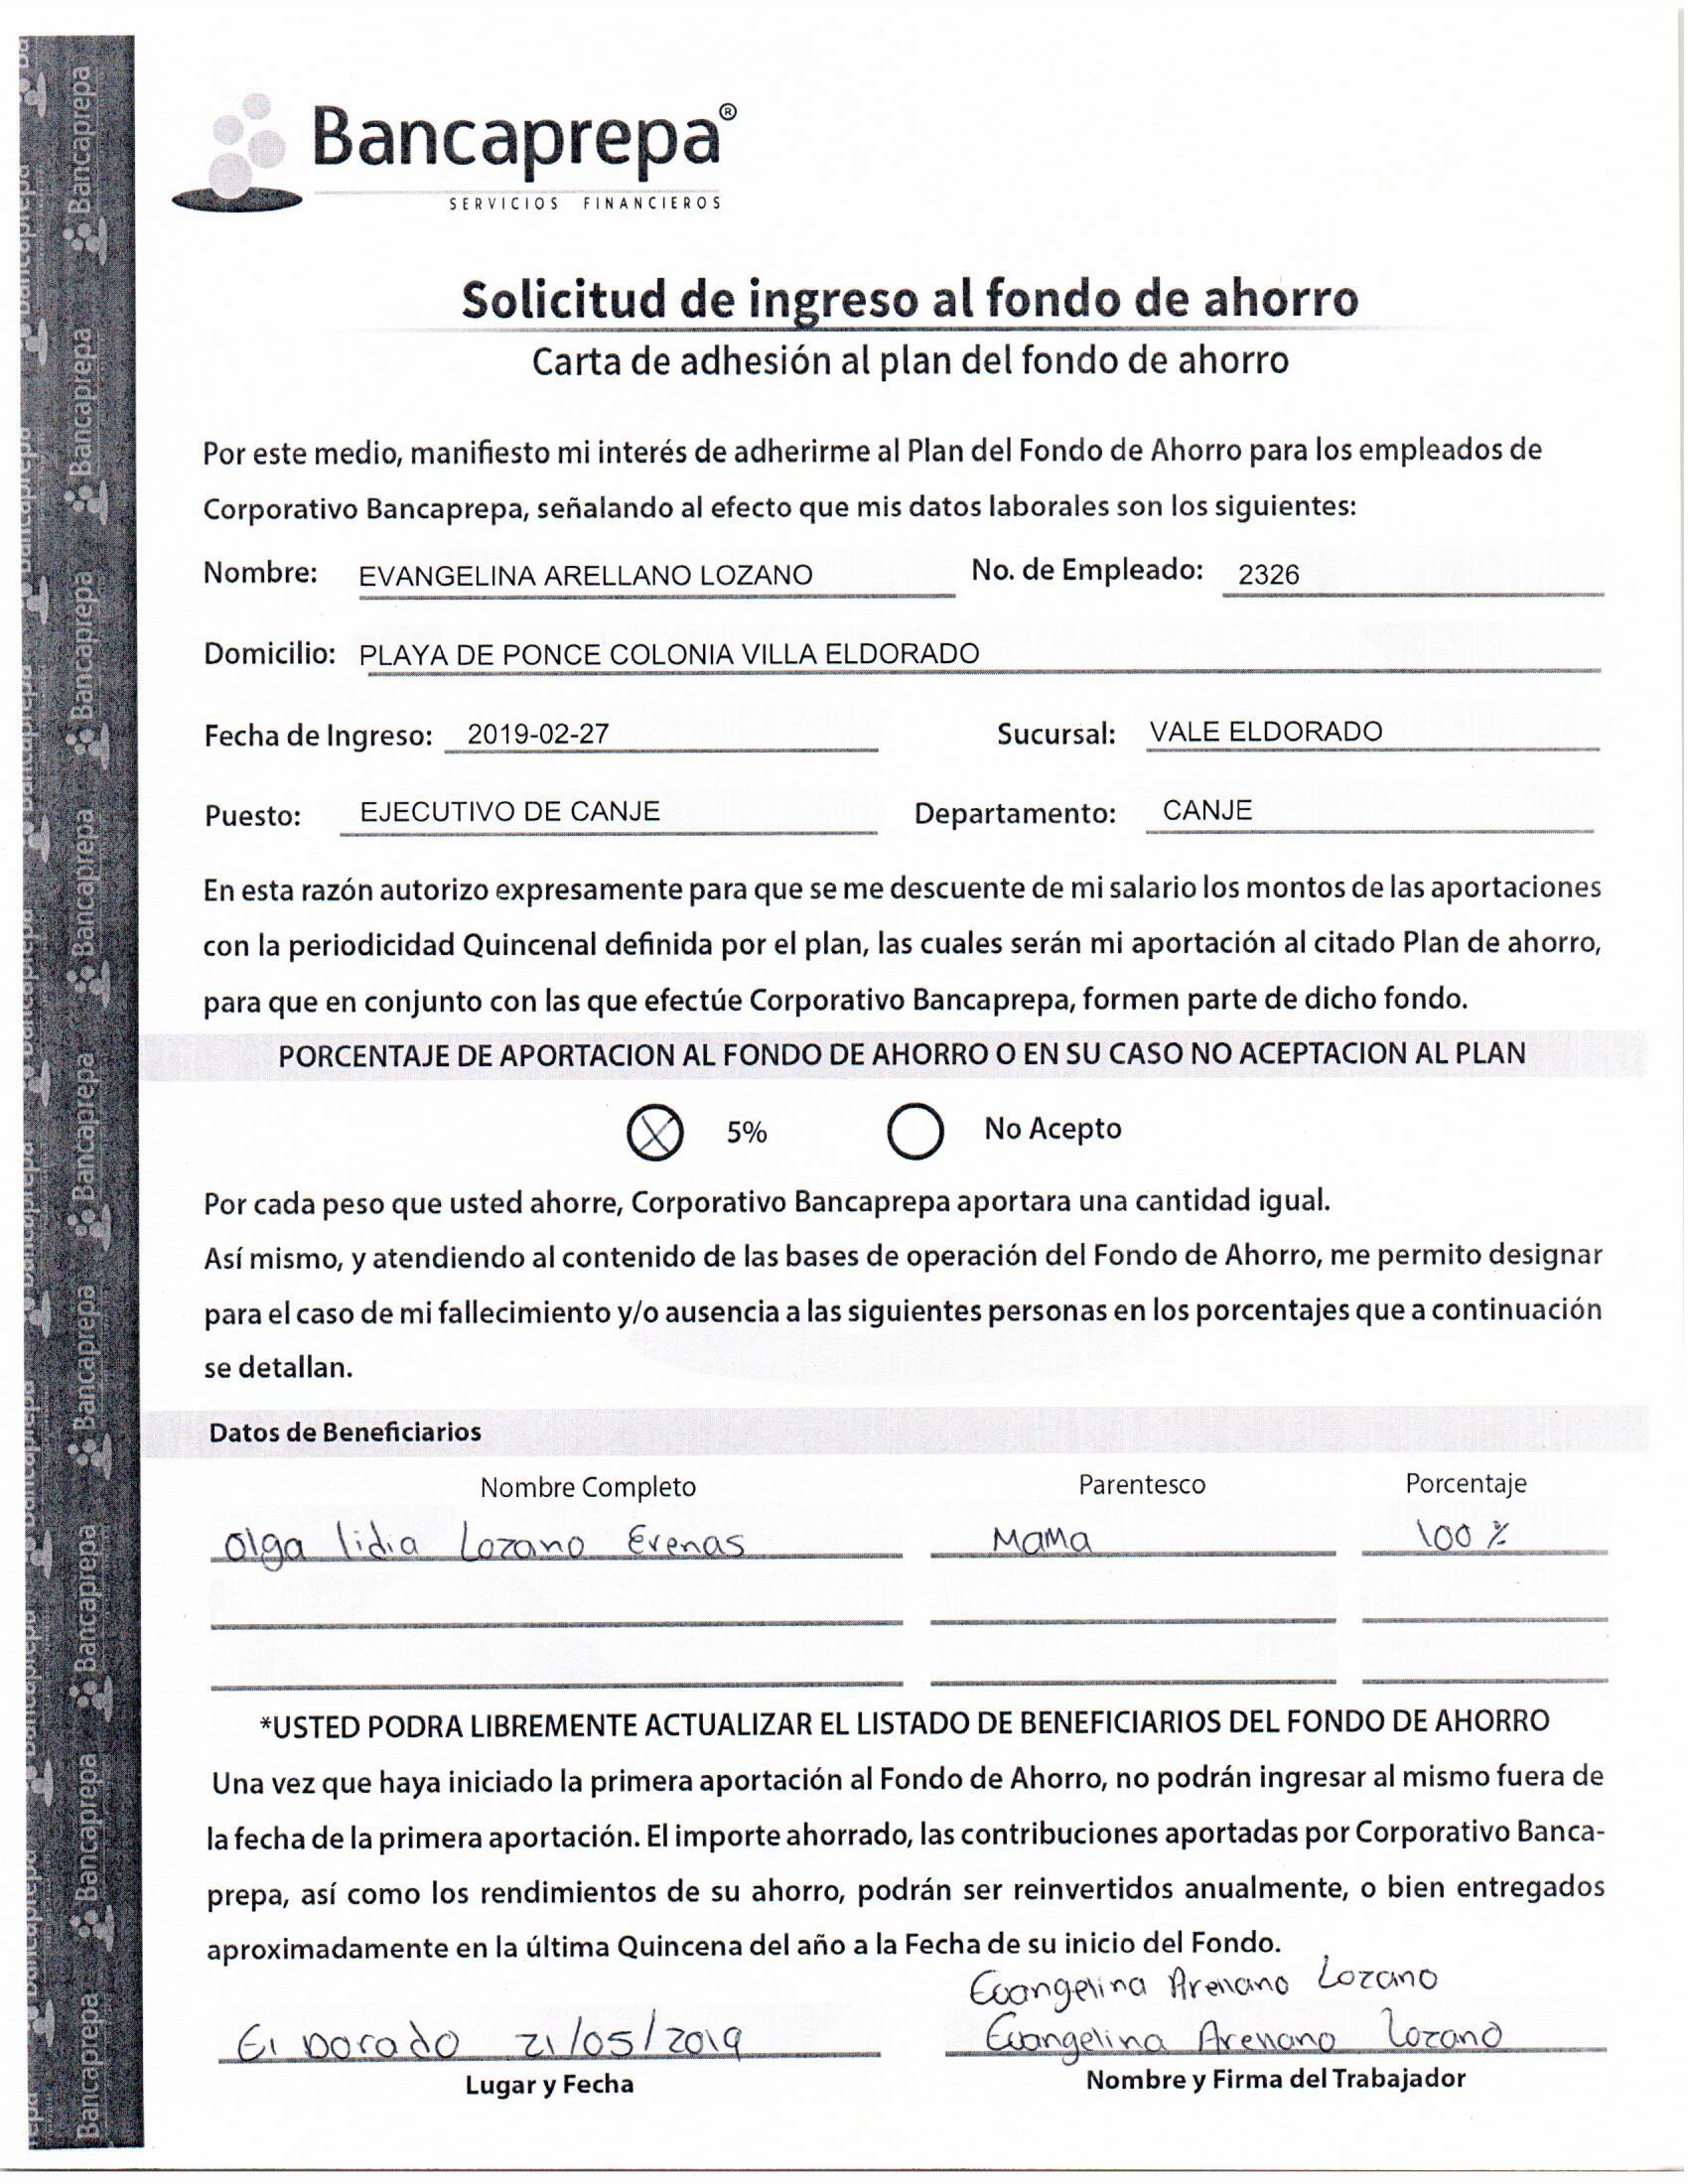 Bancaprepa®
SERVICIOS FINANCIEROS
Solicitud de ingreso al fondo de ahorro
Carta de adhesión al plan del fondo de ahorro
Por este medio, manifiesto mi interés de adherirme al Plan del Fondo de Ahorro para los empleados de
Corporativo Bancaprepa, señalando al efecto que mis datos laborales son los siguientes:
Nombre: EVANGELINA ARELLANO LOZANO No. de Empleado: 2326
Domicilio: PLAYA DE PONCE COLONIA VILLA ELDORADO
Fecha de Ingreso: 2019-02-27 Sucursal: VALE ELDORADO
Puesto: EJECUTIVO DE CANJE Departamento: CANJE
En esta razón autorizo expresamente para que se me descuente de mi salario los montos de las aportaciones
con la periodicidad Quincenal definida por el plan, las cuales serán mi aportación al citado Plan de ahorro,
para que en conjunto con las que efectúe Corporativo Bancaprepa, formen parte de dicho fondo.
PORCENTAJE DE APORTACION AL FONDO DE AHORRO O EN SU CASO NO ACEPTACION AL PLAN
5% No Acepto
Por cada peso que usted ahorre, Corporativo Bancaprepa aportara una cantidad igual.
Así mismo, y atendiendo al contenido de las bases de operación del Fondo de Ahorro, me permito designar
para el caso de mi fallecimiento y/o ausencia a las siguientes personas en los porcentajes que a continuación
se detallan.
Datos de Beneficiarios
Nombre Completo Parentesco Porcentaje
Olga lidia Lozano Erenas Mama 100 %
*USTED PODRA LIBREMENTE ACTUALIZAR EL LISTADO DE BENEFICIARIOS DEL FONDO DE AHORRO
Una vez que haya iniciado la primera aportación al Fondo de Ahorro, no podrán ingresar al mismo fuera de
la fecha de la primera aportación. El importe ahorrado, las contribuciones aportadas por Corporativo Banca-
prepa, así como los rendimientos de su ahorro, podrán ser reinvertidos anualmente, o bien entregados
aproximadamente en la última Quincena del año a la Fecha de su inicio del Fondo.
Evangelina Arellano Lozano
El Dorado 21/05/2019 Evangelina Arellano Lozano
Lugar y Fecha Nombre y Firma del Trabajador